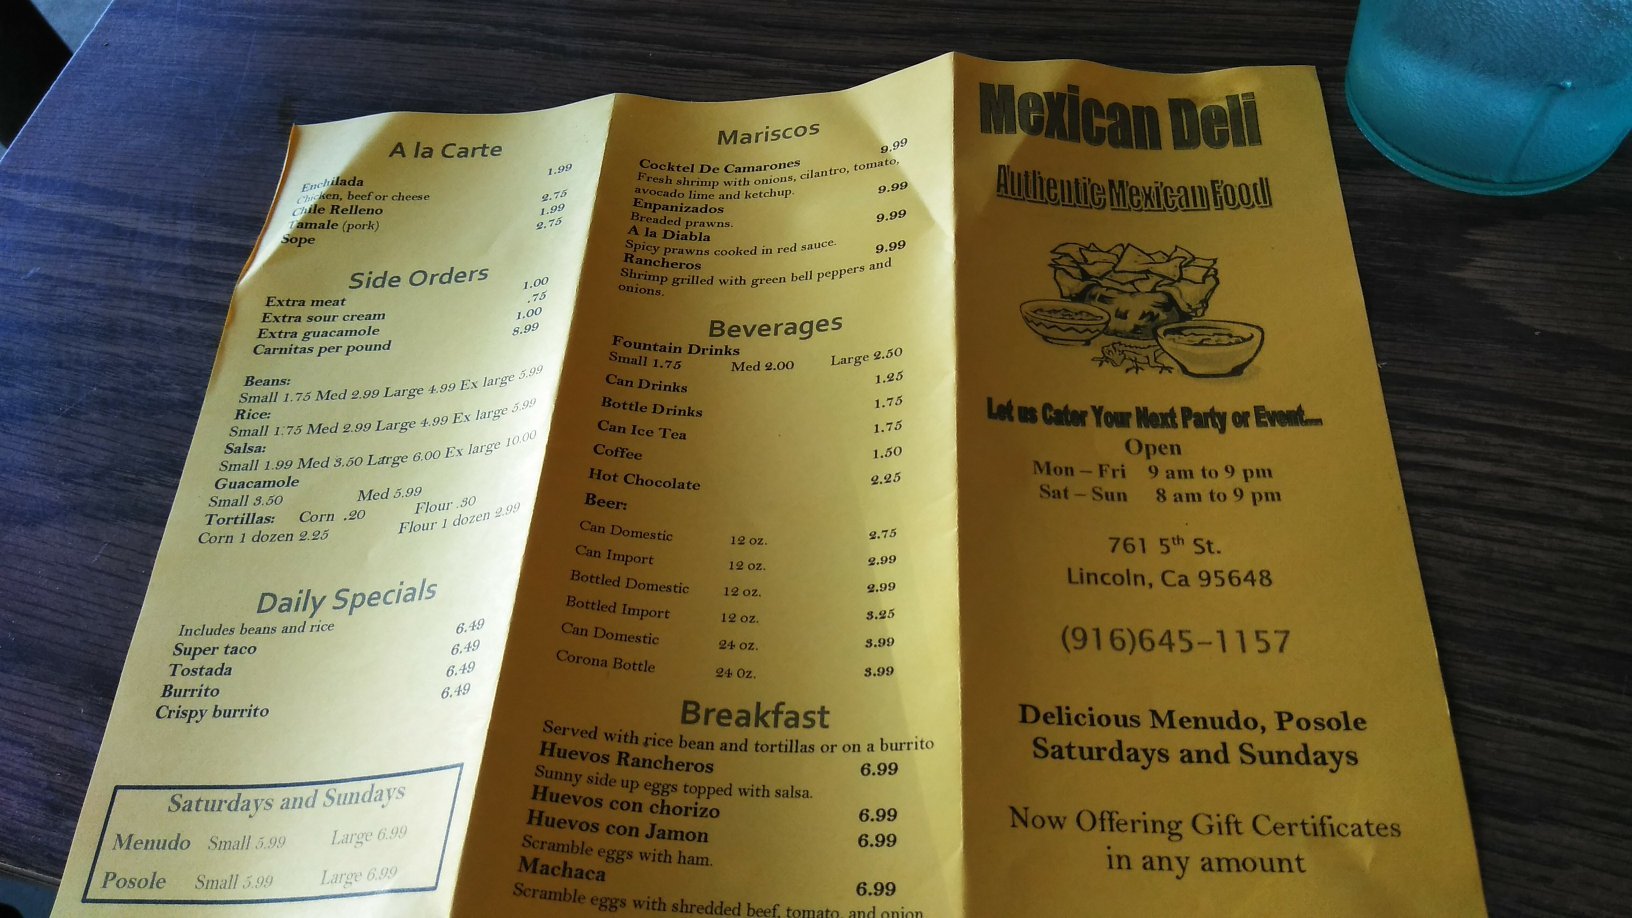 A la Carte
Enchilada 1.99
Chicken, beef or cheese
Chile Relleno 2.75
Tamale (pork) 1.99
Sope 2.75
Side Orders
Extra meat 1.00
Extra sour cream .75
Extra guacamole 1.00
Carnitas per pound 8.99
Beans:
Small 1.75 Med 2.99 Large 4.99 Ex large 5.99
Rice:
Small 1.75 Med 2.99 Large 4.99 Ex large 5.99
Salsa:
Small 1.99 Med 3.50 Large 6.00 Ex large 10.00
Guacamole
Small 3.50 Med 5.99
Tortillas: Corn .20 Flour .30
Corn 1 dozen 2.25 Flour 1 dozen 2.99
Daily Specials
Includes beans and rice
Super taco 6.49
Tostada 6.49
Burrito 6.49
Crispy burrito 6.49
Saturdays and Sundays
Menudo Small 5.99 Large 6.99
Posole Small 5.99 Large 6.99
Mariscos
Cocktel De Camarones 9.99
Fresh shrimp with onions, cilantro, tomato,
avocado lime and ketchup.
Enpanizados 9.99
Breaded prawns.
A la Diabla 9.99
Spicy prawns cooked in red sauce.
Rancheros 9.99
Shrimp grilled with green bell peppers and
onions.
Beverages
Fountain Drinks
Small 1.75 Med 2.00 Large 2.50
Can Drinks 1.25
Bottle Drinks 1.75
Can Ice Tea 1.75
Coffee 1.50
Hot Chocolate 2.25
Beer:
Can Domestic 12 oz. 2.75
Can Import 12 oz. 2.99
Bottled Domestic 12 oz. 2.99
Bottled Import 12 oz. 3.25
Can Domestic 24 oz. 3.99
Corona Bottle 24 Oz. 3.99
Breakfast
Served with rice bean and tortillas or on a burrito
Huevos Rancheros 6.99
Sunny side up eggs topped with salsa.
Huevos con chorizo 6.99
Huevos con Jamon 6.99
Scramble eggs with ham.
Machaca 6.99
Scramble eggs with shredded beef, tomato, and onion
Mexican Deli
Authentic Mexican Food
Let us Cater Your Next Party or Event....
Open
Mon – Fri 9 am to 9 pm
Sat – Sun 8 am to 9 pm
761 5th St.
Lincoln, Ca 95648
(916)645-1157
Delicious Menudo, Posole
Saturdays and Sundays
Now Offering Gift Certificates
in any amount